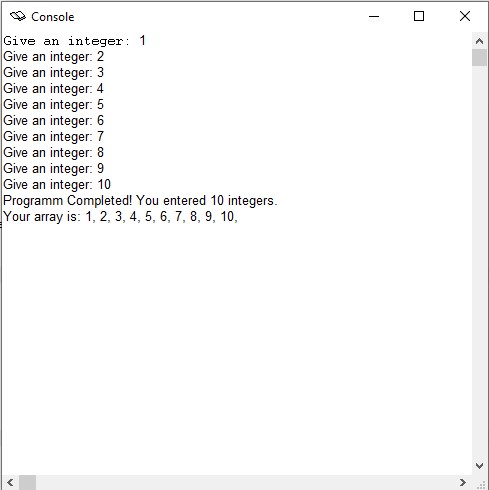 Console
Give an integer: 1
Give an integer: 2
Give an integer: 3
Give an integer: 4
Give an integer: 5
Give an integer: 6
Give an integer: 7
Give an integer: 8
Give an integer: 9
Give an integer: 10
Programm Completed! You entered 10 integers.
Your array is: 1, 2, 3, 4, 5, 6, 7, 8, 9, 10,